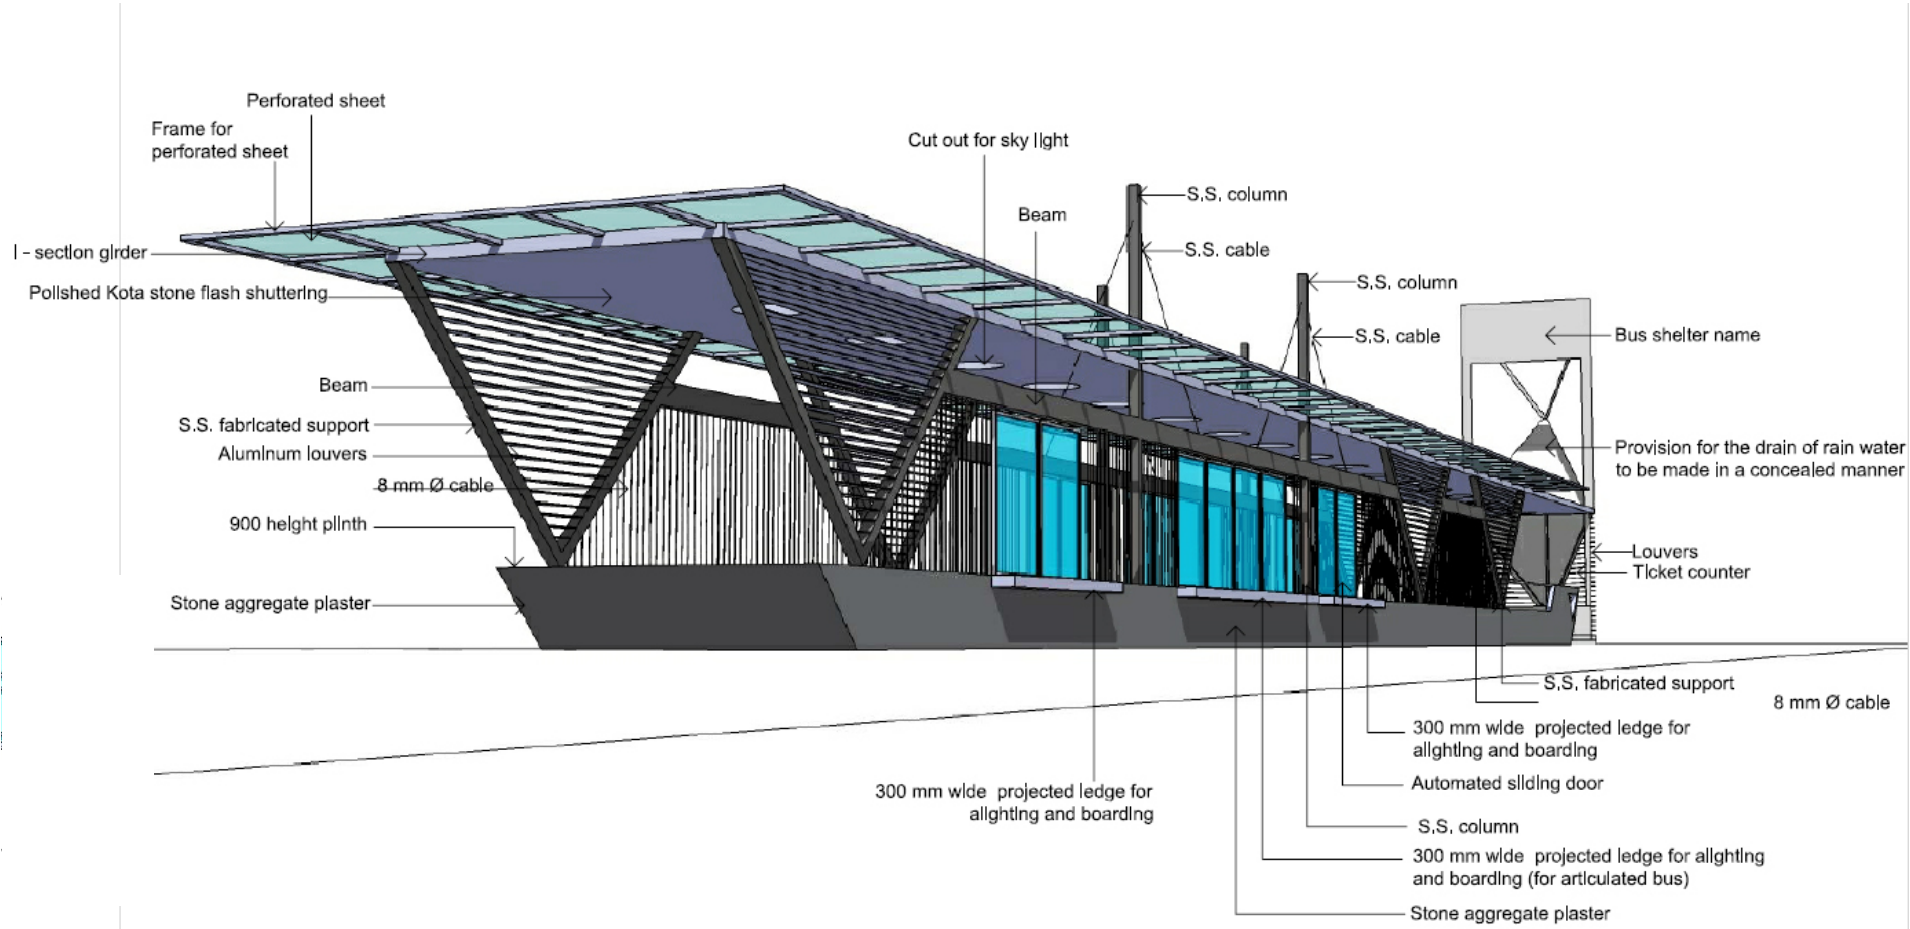 Perforated sheet
Frame for
perforated sheet
Cut out for sky light
S.S. column
Beam
S.S. cable
I - section girder
S.S. column
Polished Kota stone flash shuttering
S.S. cable
Bus shelter name
Beam
S.S. fabricated support
Aluminum louvers
Provision for the drain of rain water
to be made in a concealed manner
8 mm Ø cable
900 height plinth
Louvers
Ticket counter
Stone aggregate plaster
S.S. fabricated support
8 mm Ø cable
300 mm wide projected ledge for
alighting and boarding
Automated sliding door
300 mm wide projected ledge for
alighting and boarding
S.S. column
300 mm wide projected ledge for alighting
and boarding (for articulated bus)
Stone aggregate plaster